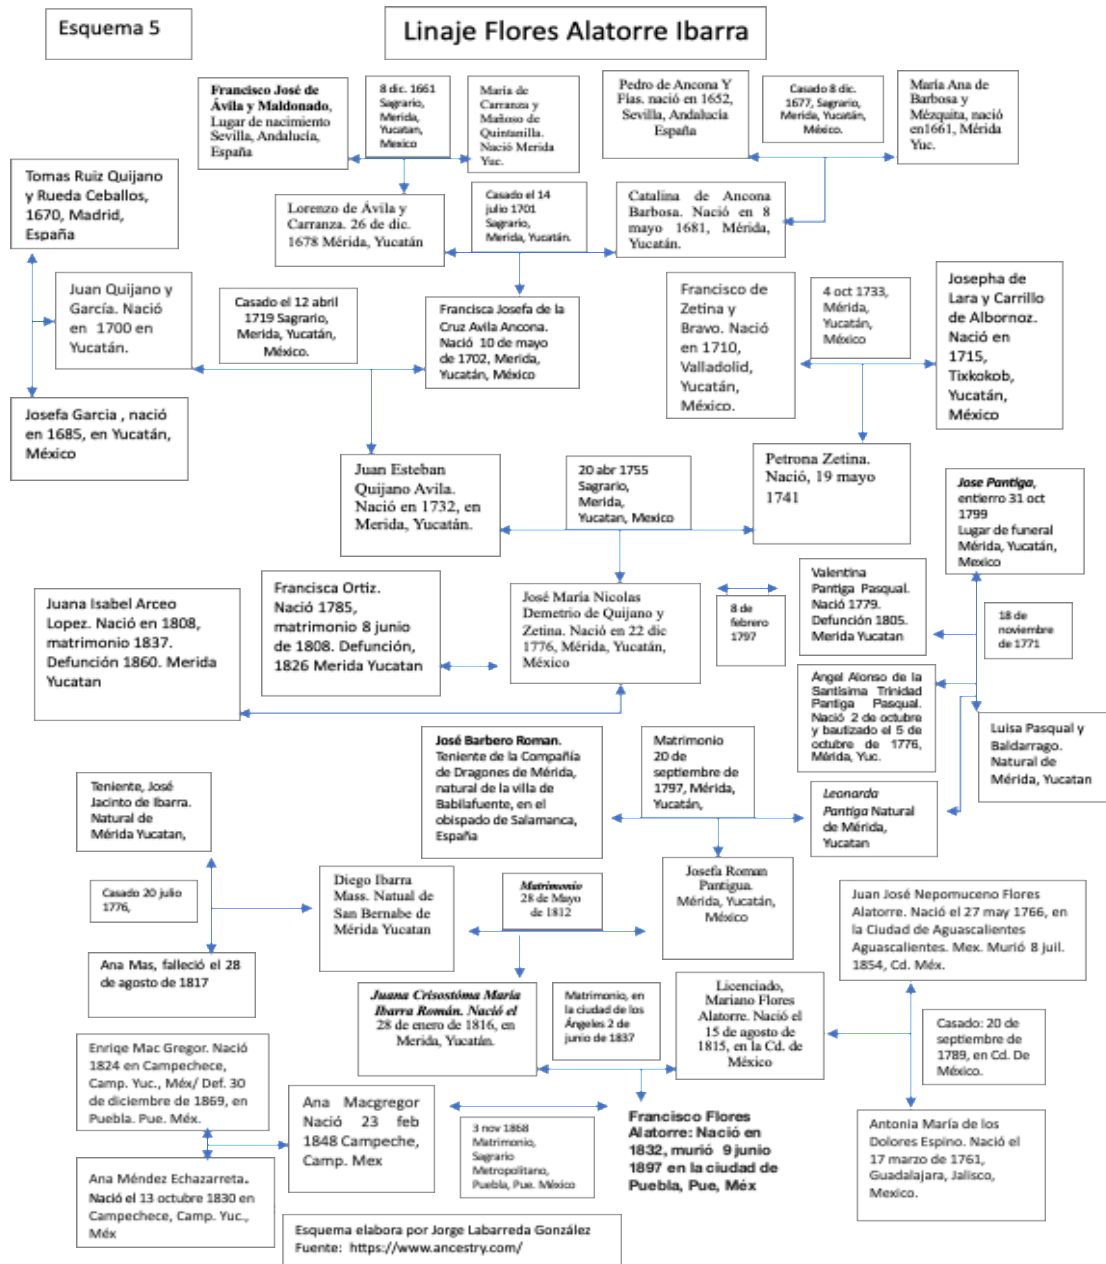 Esquema 5
Linaje Flores Alatorre Ibarra
Francisco José de
Ávila y Maldonado,
Lugar de nacimiento
Sevilla, Andalucía,
España
8 dic. 1661
Sagrario,
Merida,
Yucatan,
Mexico
María de
Carranza y
Mañoso de
Quintanilla.
Nació Merida
Yuc.
Pedro de Ancona Y
Fías. nació en 1652,
Sevilla, Andalucía
España
Casado 8 dic.
1677, Sagrario,
Merida, Yucatán,
México.
María Ana de
Barbosa y
Mézquita, nació
en1661, Mérida
Yuc.
Tomas Ruiz Quijano
y Rueda Ceballos,
1670, Madrid,
España
Lorenzo de Ávila y
Carranza. 26 de dic.
1678 Mérida, Yucatán
Casado el 14
julio 1701
Sagrario,
Merida, Yucatán.
Catalina de Ancona
Barbosa. Nació en 8
mayo 1681, Mérida,
Yucatán.
Juan Quijano y
García. Nació
en 1700 en
Yucatán.
Casado el 12 abril
1719 Sagrario,
Merida, Yucatán,
México.
Francisca Josefa de la
Cruz Avila Ancona.
Nació 10 de mayo
de 1702, Merida,
Yucatán, México
Francisco de
Zetina y
Bravo. Nació
en 1710,
Valladolid,
Yucatán,
México.
4 oct 1733,
Mérida,
Yucatán,
México
Josepha de
Lara y Carrillo
de Albornoz.
Nació en
1715,
Tixkokob,
Yucatán,
México
Josefa Garcia , nació
en 1685, en Yucatán,
México
Juan Esteban
Quijano Avila.
Nació en 1732, en
Merida, Yucatán.
20 abr 1755
Sagrario,
Merida,
Yucatan, Mexico
Petrona Zetina.
Nació, 19 mayo
1741
Jose Pantiga,
entierro 31 oct
1799
Lugar de funeral
Mérida, Yucatán,
Mexico
Juana Isabel Arceo
Lopez. Nació en 1808,
matrimonio 1837.
Defunción 1860. Merida
Yucatan
Francisca Ortiz.
Nació 1785,
matrimonio 8 junio
de 1808. Defunción,
1826 Merida Yucatan
José María Nicolas
Demetrio de Quijano y
Zetina. Nació en 22 dic
1776, Mérida, Yucatán,
México
8 de
febrero
1797
Valentina
Pantiga Pasqual.
Nació 1779.
Defunción 1805.
Merida Yucatan
18 de
noviembre
de 1771
Ángel Alonso de la
Santísima Trinidad
Pantiga Pasqual.
Nació 2 de octubre
y bautizado el 5 de
octubre de 1776,
Mérida, Yuc.
Luisa Pasqual y
Baldarrago.
Natural de
Mérida, Yucatan
José Barbero Roman.
Teniente de la Compañía
de Dragones de Mérida,
natural de la villa de
Babilafuente, en el
obispado de Salamanca,
España
Matrimonio
20 de
septiembre de
1797, Mérida,
Yucatán,
Leonarda
Pantiga Natural
de Mérida,
Yucatan
Teniente, José
Jacinto de Ibarra.
Natural de
Mérida Yucatan,
Casado 20 julio
1776,
Diego Ibarra
Mass. Natual de
San Bernabe de
Mérida Yucatan
Matrimonio
28 de Mayo
de 1812
Josefa Roman
Pantigua.
Mérida, Yucatán,
México
Juan José Nepomuceno Flores
Alatorre. Nació el 27 may 1766, en
la Ciudad de Aguascalientes
Aguascalientes. Mex. Murió 8 juil.
1854, Cd. Méx.
Ana Mas, falleció el 28
de agosto de 1817
Juana Crisostóma María
Ibarra Román. Nació el
28 de enero de 1816, en
Merida, Yucatán.
Matrimonio, en
la ciudad de los
Ángeles 2 de
junio de 1837
Licenciado,
Mariano Flores
Alatorre. Nació el
15 de agosto de
1815, en la Cd. de
México
Casado: 20 de
septiembre de
1789, en Cd. De
México.
Enriqe Mac Gregor. Nació
1824 en Campechece,
Camp. Yuc., Méx/ Def. 30
de diciembre de 1869, en
Puebla. Pue. Méx.
Ana Macgregor
Nació 23 feb
1848 Campeche,
Camp. Mex
3 nov 1868
Matrimonio,
Sagrario
Metropolitano,
Puebla, Pue. México
Francisco Flores
Alatorre: Nació en
1832, murió 9 junio
1897 en la ciudad de
Puebla, Pue, Méx
Antonia María de los
Dolores Espino. Nació el
17 marzo de 1761,
Guadalajara, Jalisco,
Mexico.
Ana Méndez Echazarreta.
Nació el 13 octubre 1830 en
Campechece, Camp. Yuc.,
Méx
Esquema elabora por Jorge Labarreda González
Fuente: https://www.ancestry.com/